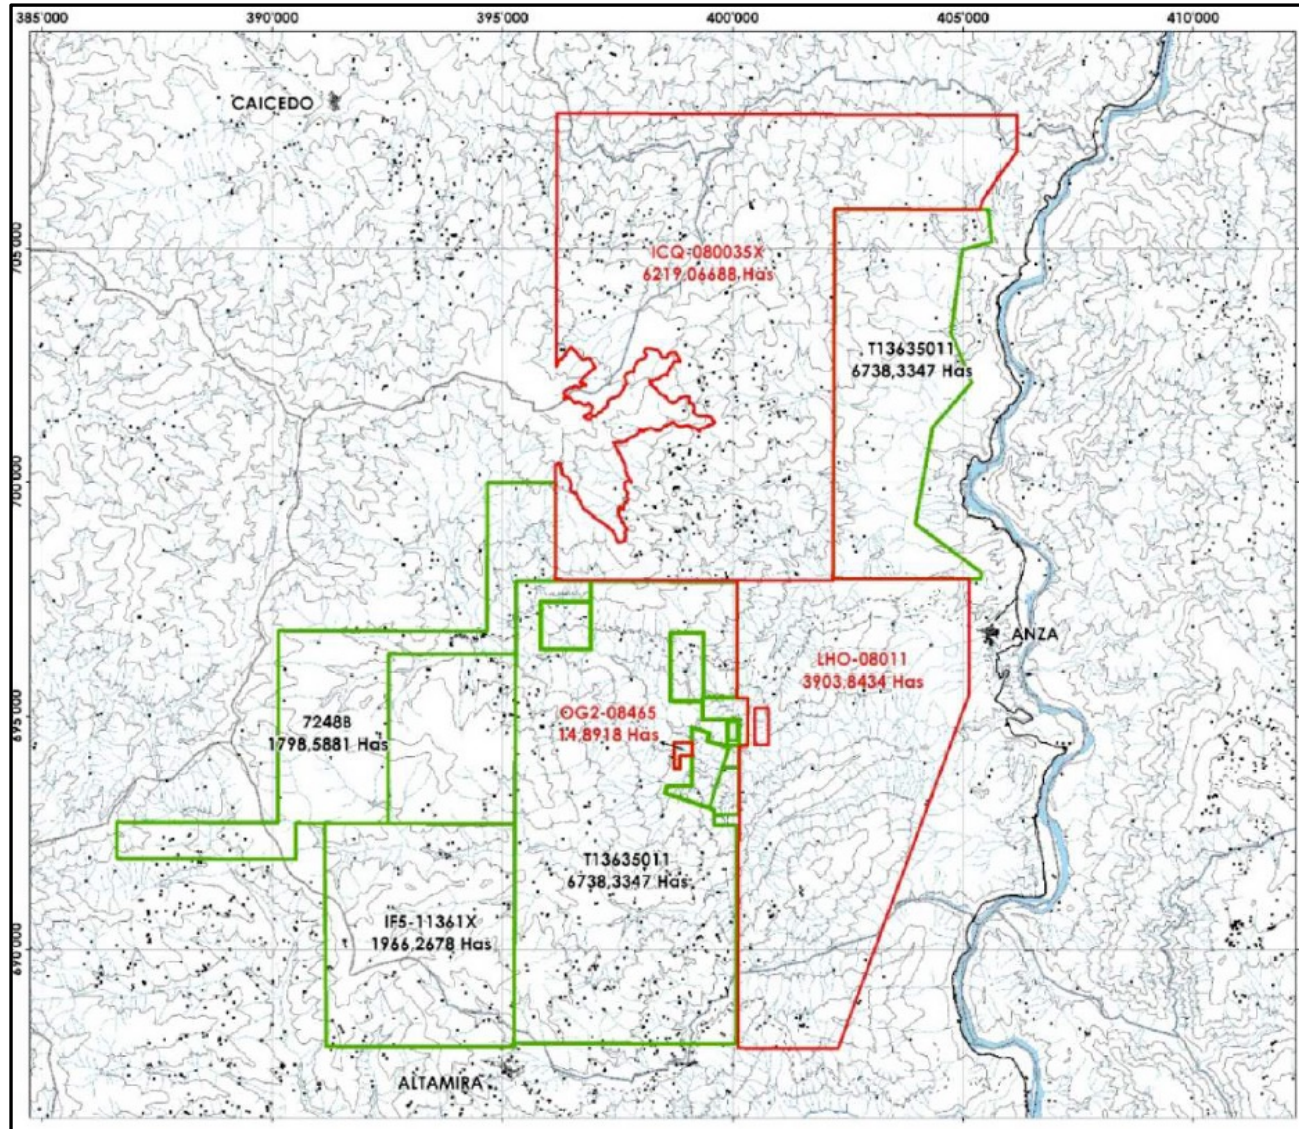 385'000 390'000 395'000 400'000 405'000 410'000
CAICEDO
705'000
ICQ-080035X
6219,06688 Has
T13635011
6738,3347 Has
700'000
ANZA
LHO-08011
3903,8434 Has
695'000
OG2-08465
14,8918 Has
7248B
1798,5881 Has
T13635011
6738,3347 Has
IF5-11361X
1966,2678 Has
690'000
ALTAMIRA